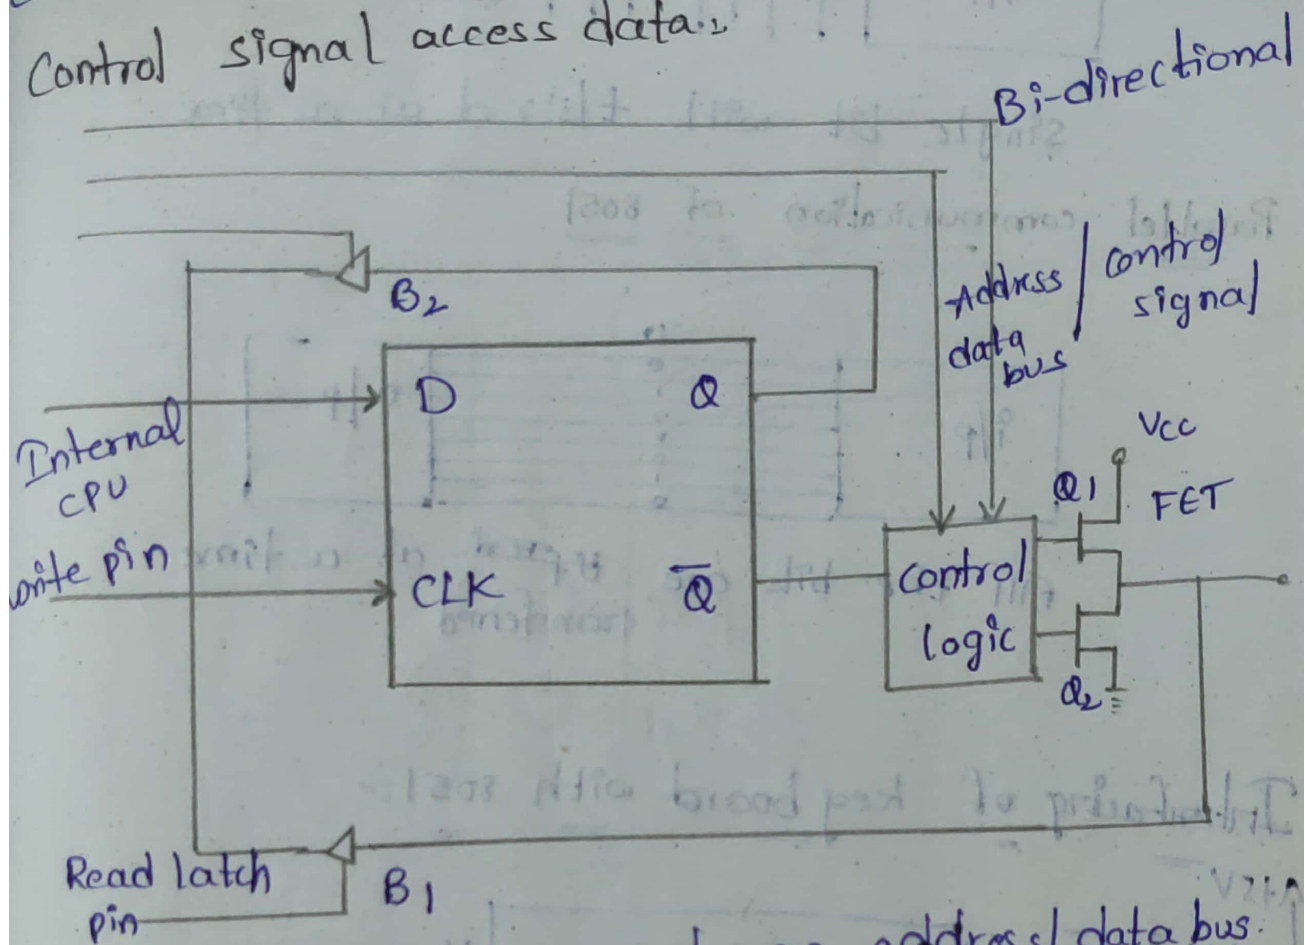 Control signal access data:
Bi-directional
B2
Address / control
data signal
bus
D Q
Internal
CPU
Vcc
Q1 FET
write pin
CLK Q̅
control
logic
Q2
Read latch
pin
B1
address/data bus.